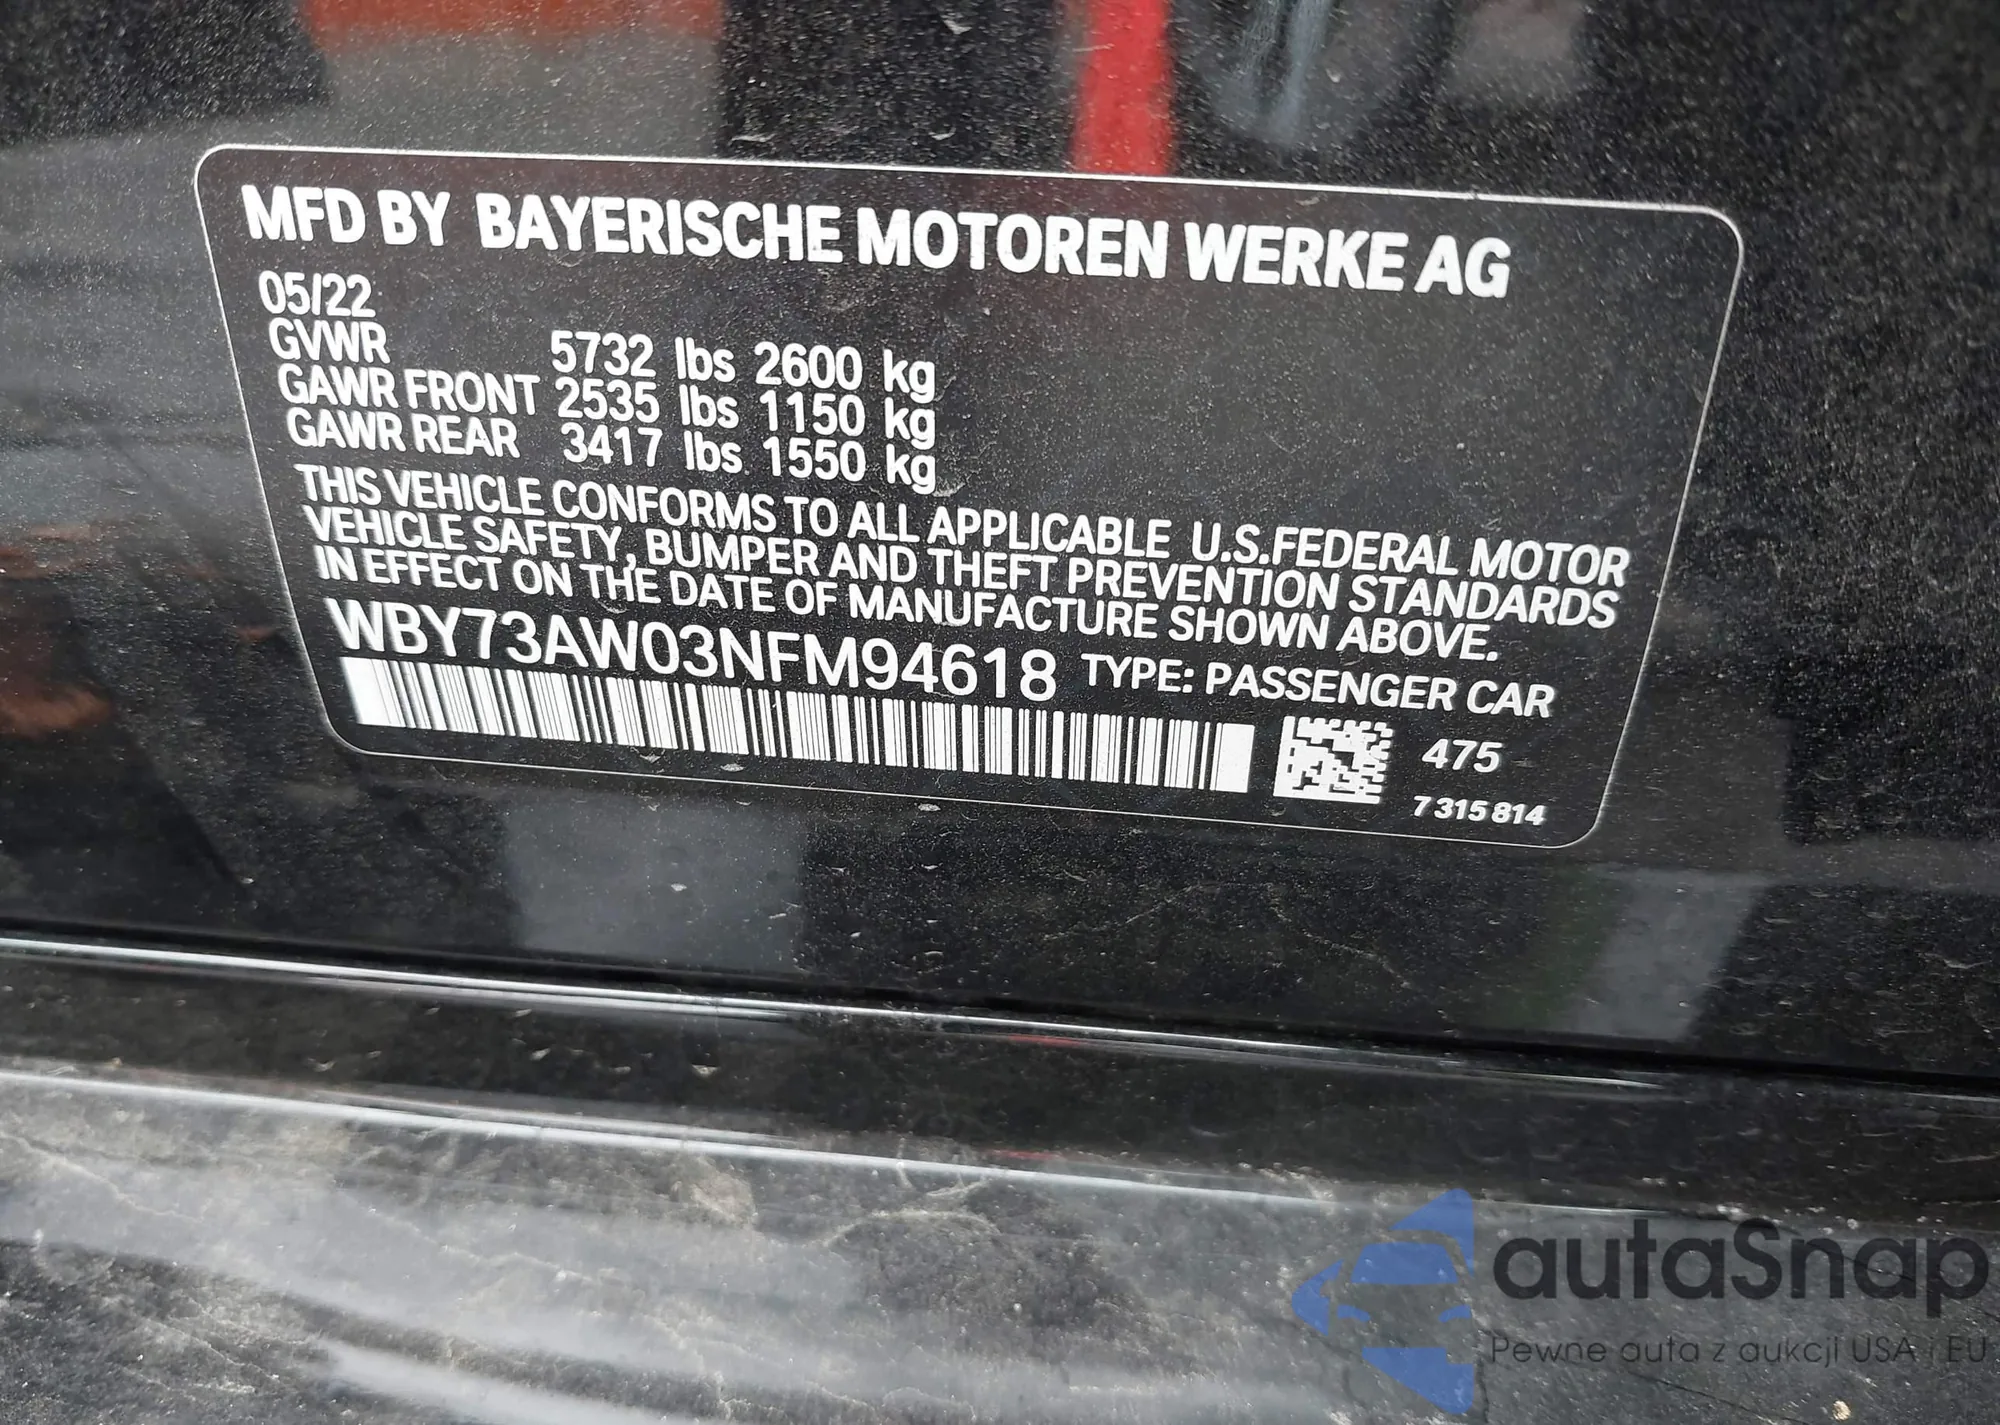 MFD BY BAYERISCHE MOTOREN WERKE AG
05/22
GVWR 5732 lbs 2600 kg
GAWR FRONT 2535 lbs 1150 kg
GAWR REAR 3417 lbs 1550 kg
THIS VEHICLE CONFORMS TO ALL APPLICABLE U.S.FEDERAL MOTOR
VEHICLE SAFETY, BUMPER AND THEFT PREVENTION STANDARDS
IN EFFECT ON THE DATE OF MANUFACTURE SHOWN ABOVE.
WBY73AW03NFM94618 TYPE: PASSENGER CAR
475
7 315 814
autaSnap
Pewne auta z aukcji USA i EU